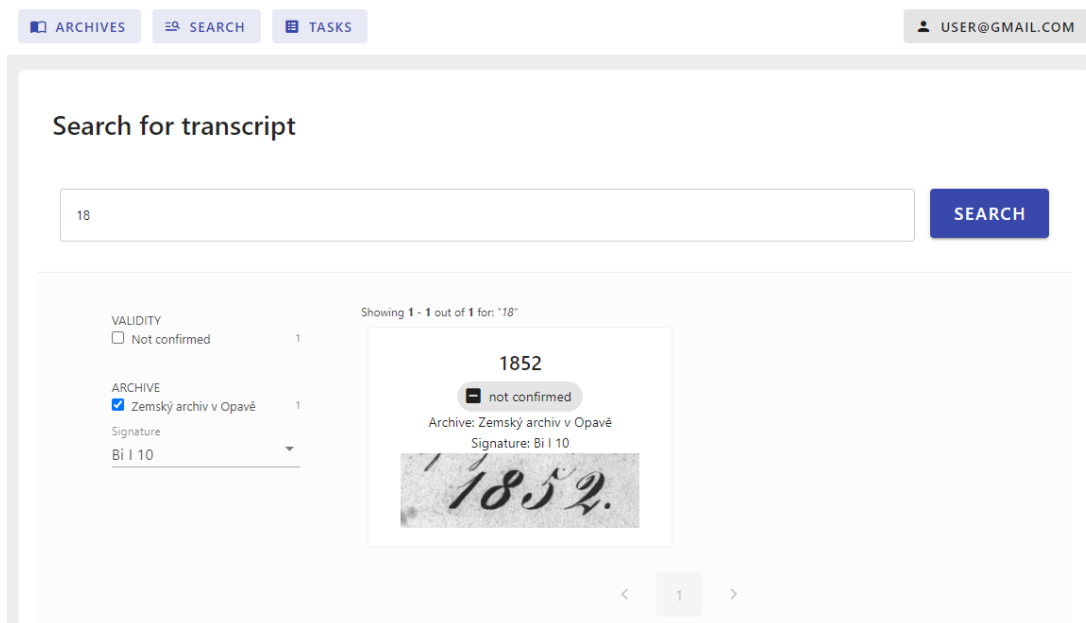 ARCHIVES SEARCH TASKS USER@GMAIL.COM
Search for transcript
18 SEARCH
Showing 1 - 1 out of 1 for: "18"
VALIDITY
Not confirmed 1
ARCHIVE
Zemský archiv v Opavě 1
Signature
Bi I 10
1852
not confirmed
Archive: Zemský archiv v Opavě
Signature: Bi I 10
1852.
1